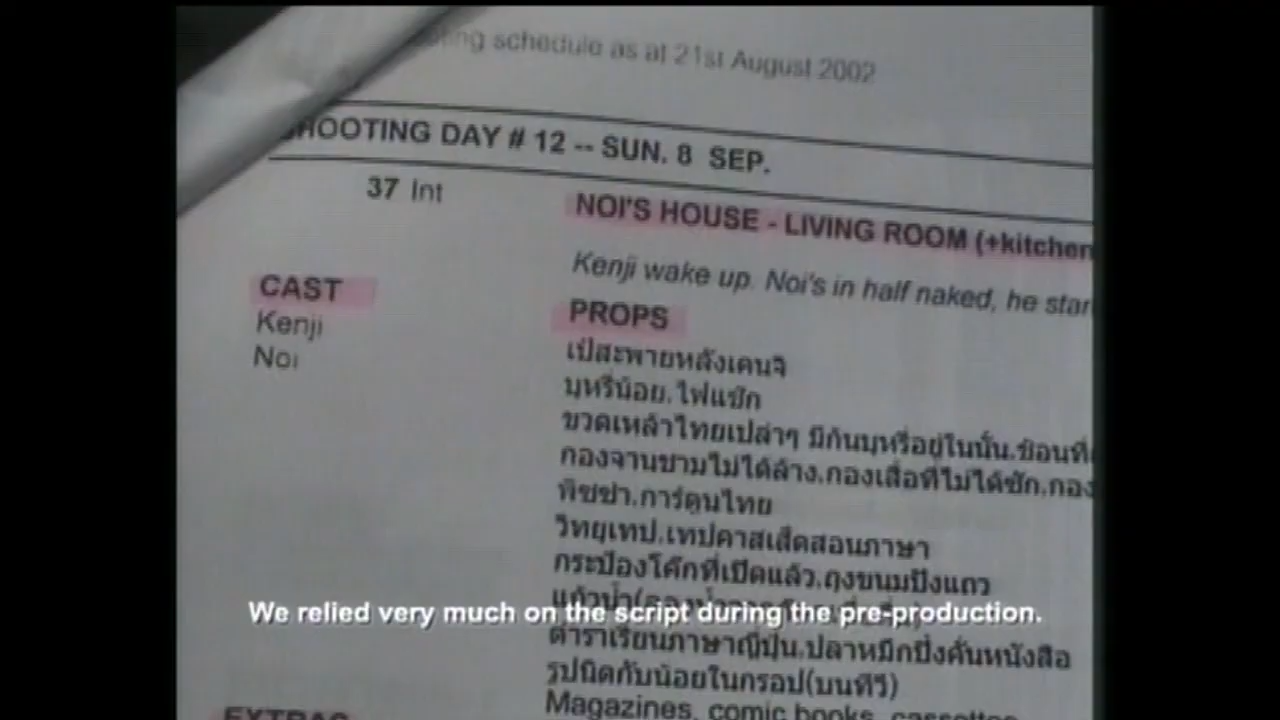 schedule as at 21st August 2002
SHOOTING DAY # 12 -- SUN. 8 SEP.
37 Int
NOI'S HOUSE - LIVING ROOM (+kitchen
Kenji wake up. Noi's in half naked, he star
CAST
Kenji
Noi
PROPS
เป้สะพายหลังเคนจิ
บุหรี่น้อย,ไฟแช็ก
ขวดเหล้าไทยเปล่าๆ มีก้นบุหรี่อยู่ในนั้น,ช้อนที่
กองจานชามไม่ได้ล้าง,กองเสื้อที่ไม่ได้ซัก,กอง
พิซซ่า,การ์ตูนไทย
วิทยุเทป,เทปคาสเส็ตสอนภาษา
กระป๋องโค๊กที่เปิดแล้ว,ถุงขนมปังแถว
We relied very much on the script during the pre-production.
ตำราเรียนภาษาญี่ปุ่น,ปลาหมึกปิ้งคั่นหนังสือ
รูปนิดกับน้อยในกรอบ(บนทีวี)
Magazines, comic books, cassettes
EXTRAS